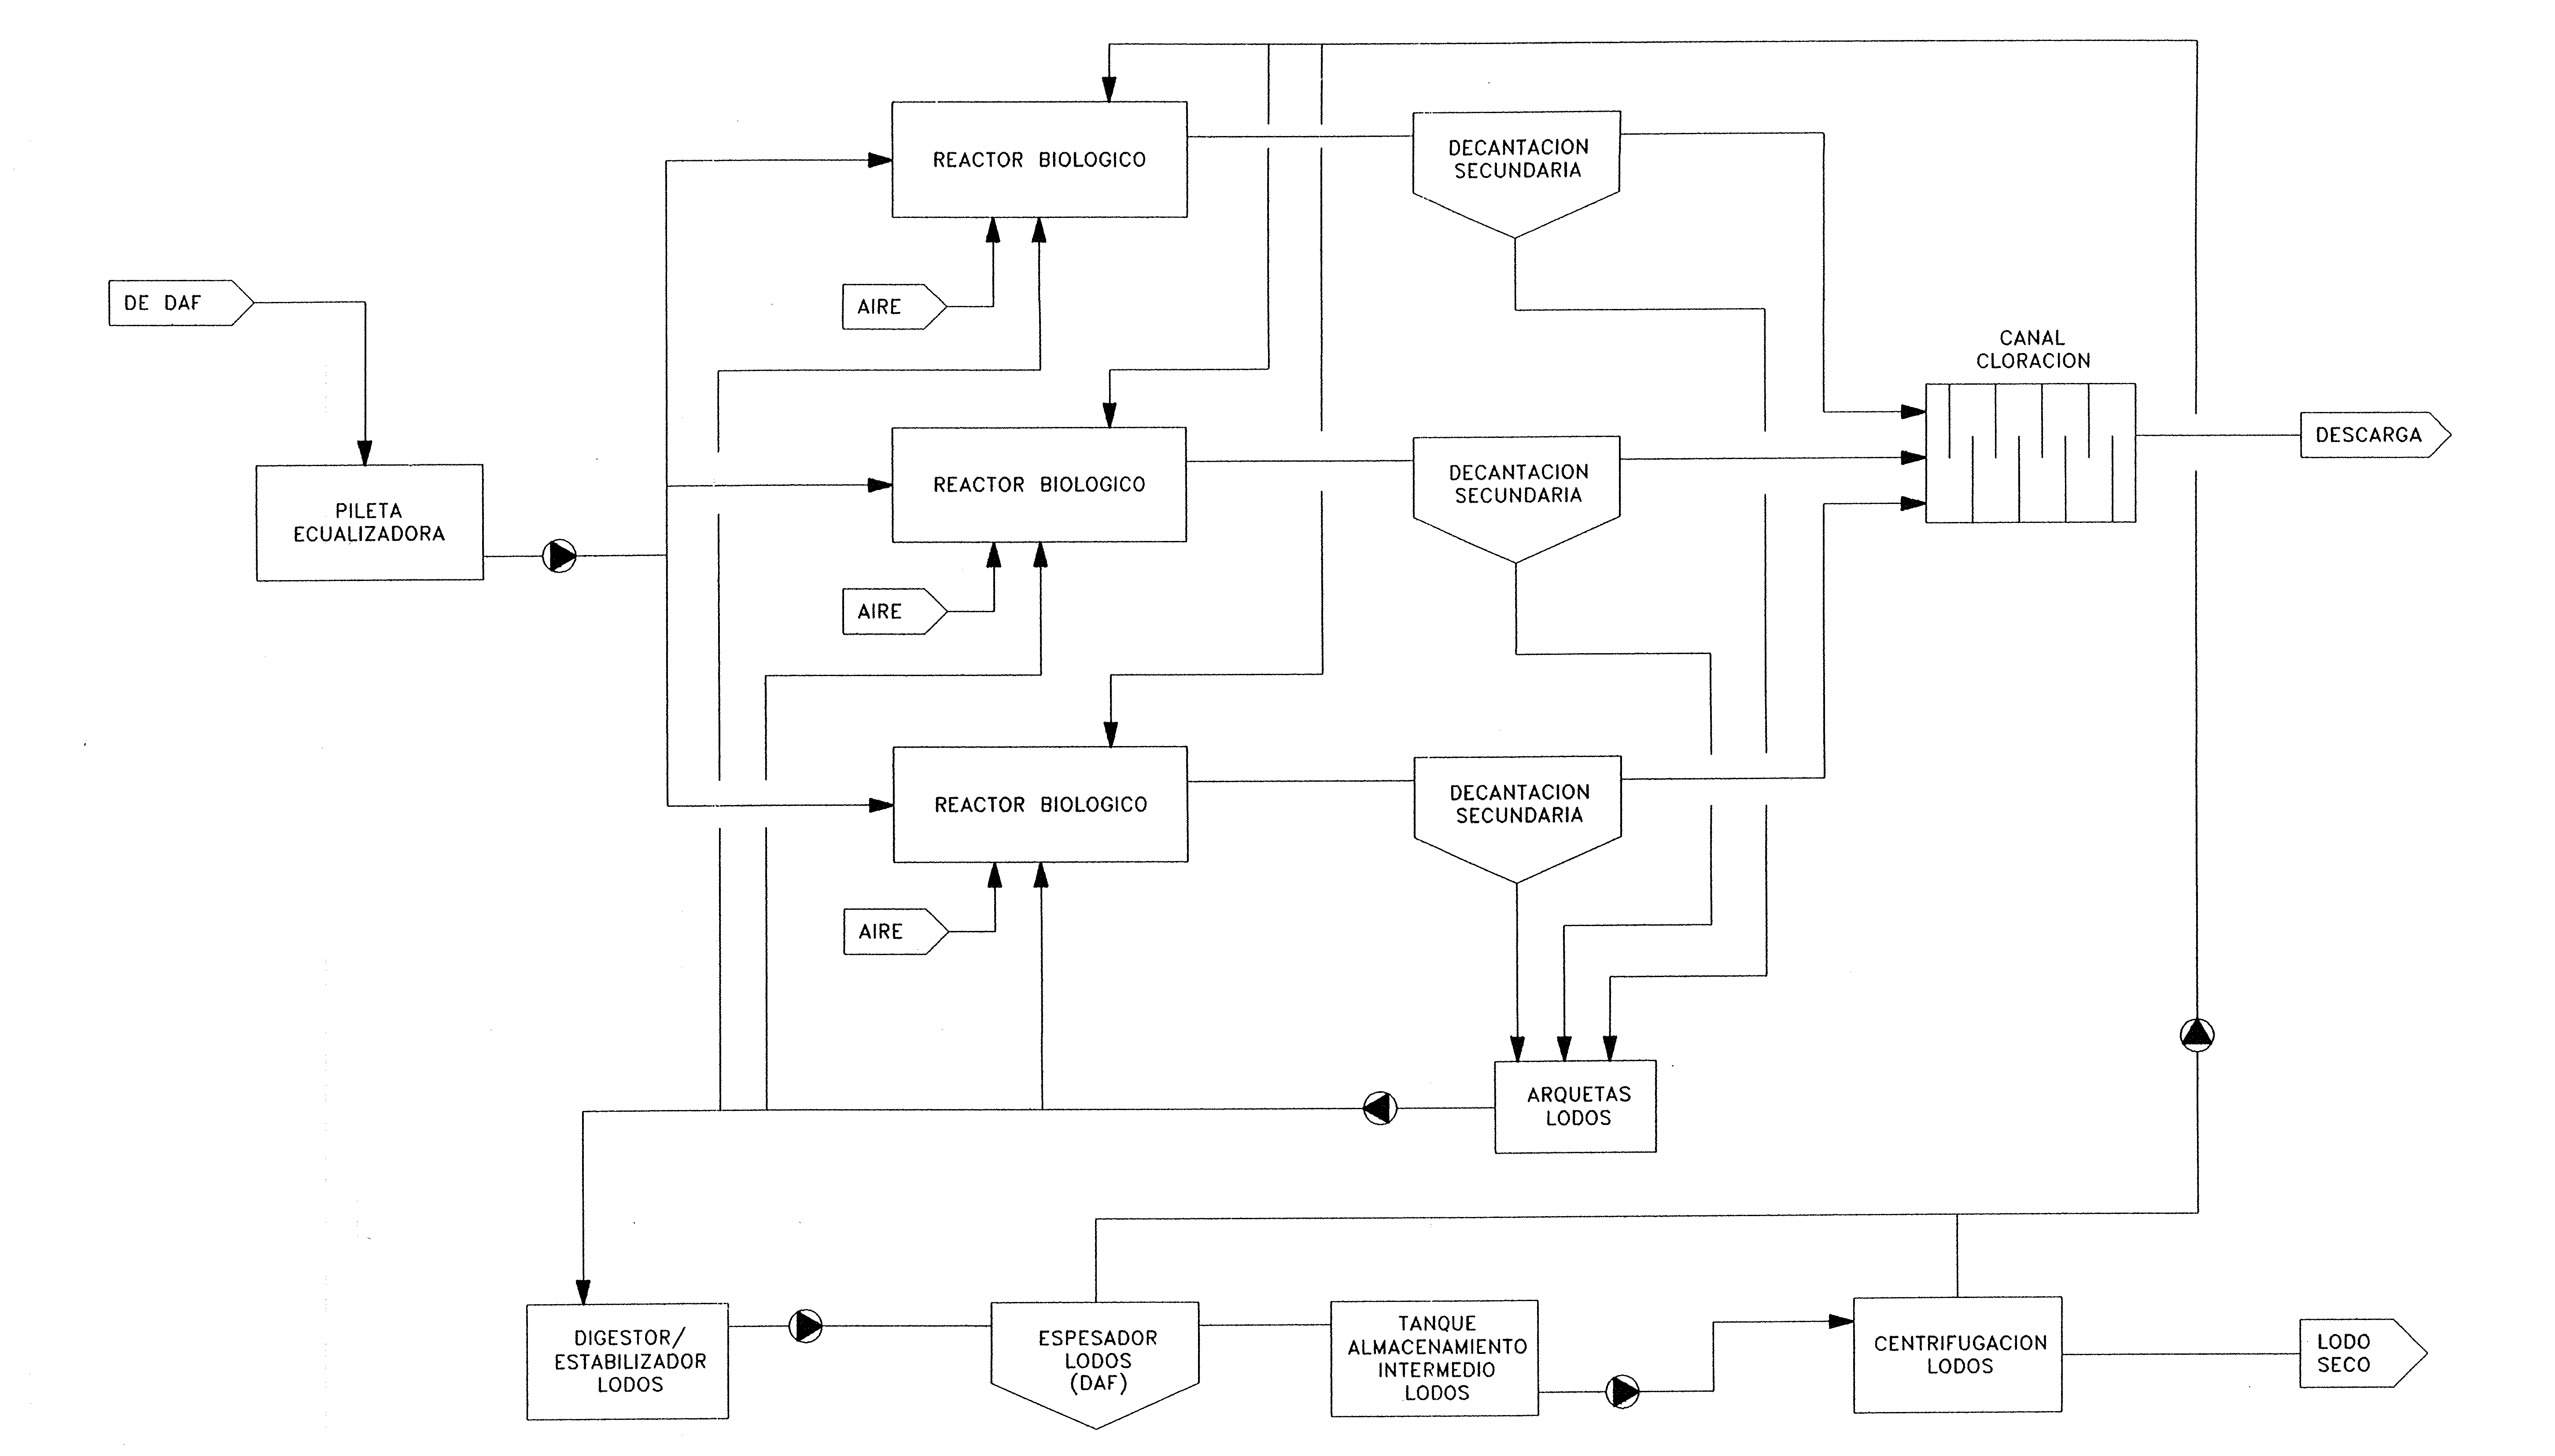 REACTOR BIOLOGICO
DECANTACION
SECUNDARIA
DE DAF
AIRE
CANAL
CLORACION
DESCARGA
PILETA
ECUALIZADORA
REACTOR BIOLOGICO
DECANTACION
SECUNDARIA
AIRE
REACTOR BIOLOGICO
DECANTACION
SECUNDARIA
AIRE
ARQUETAS
LODOS
DIGESTOR/
ESTABILIZADOR
LODOS
ESPESADOR
LODOS
(DAF)
TANQUE
ALMACENAMIENTO
INTERMEDIO
LODOS
CENTRIFUGACION
LODOS
LODO
SECO